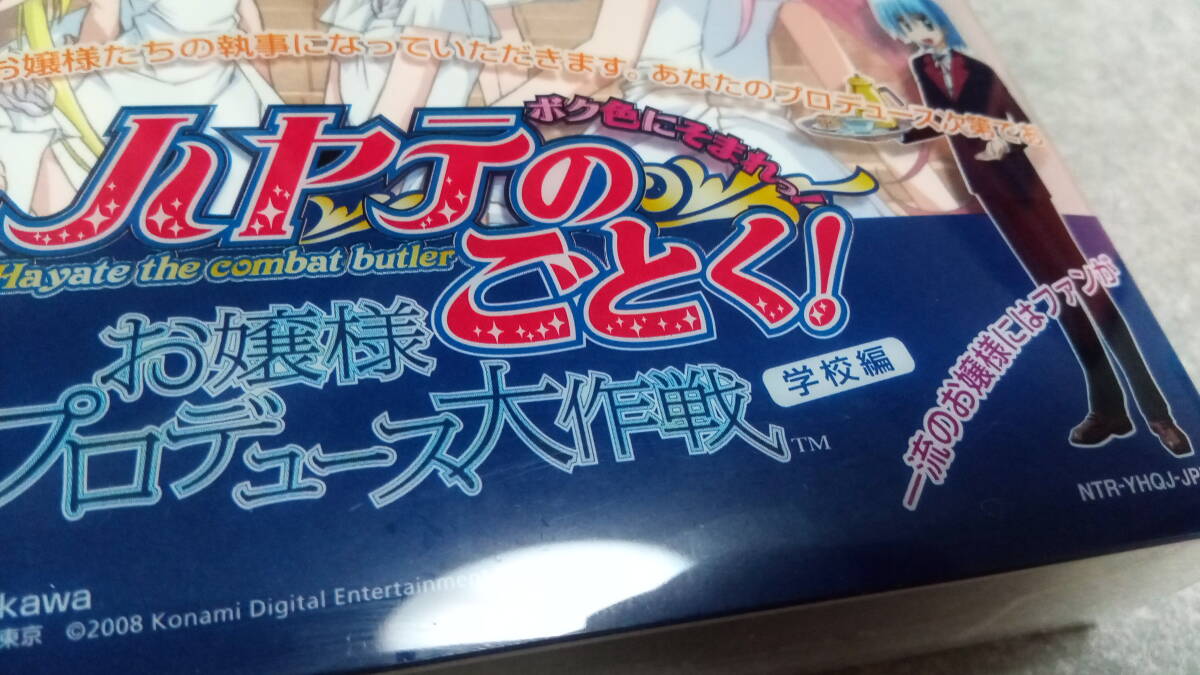 お嬢様たちの執事になっていただきます。あなたのプロデュース次第であ
ボク色にそまれっ!
ハヤテのごとく!
Hayate the combat butler
お嬢様
プロデュース大作戦™
学校編
一流のお嬢様にはファンが
NTR-YHQJ-JP
kawa
東京 ©2008 Konami Digital Entertainmen